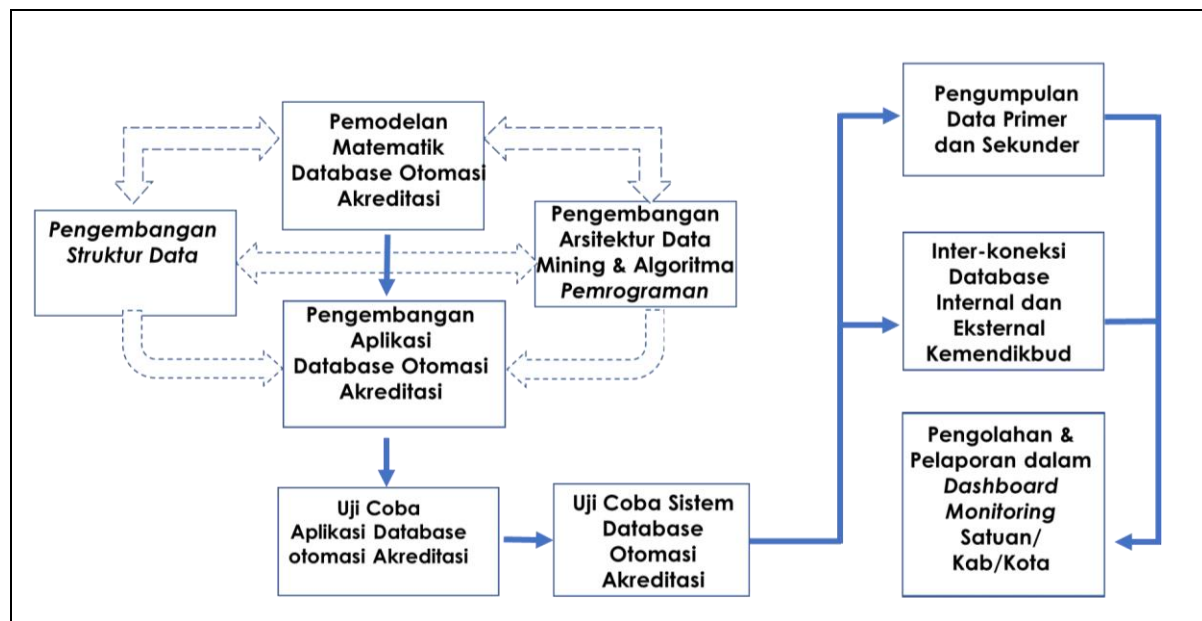 Pemodelan
Matematik
Database Otomasi
Akreditasi
Pengembangan
Struktur Data
Pengembangan
Arsitektur Data
Mining & Algoritma
Pemrograman
Pengembangan
Aplikasi
Database Otomasi
Akreditasi
Uji Coba
Aplikasi Database
otomasi Akreditasi
Uji Coba Sistem
Database
Otomasi
Akreditasi
Pengumpulan
Data Primer
dan Sekunder
Inter-koneksi
Database
Internal dan
Eksternal
Kemendikbud
Pengolahan &
Pelaporan dalam
Dashboard
Monitoring
Satuan/
Kab/Kota